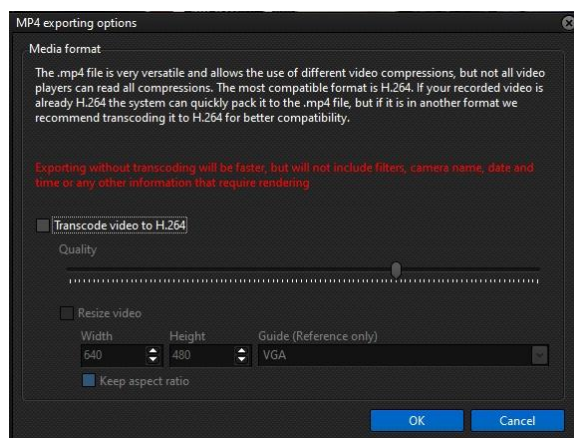 MP4 exporting options
Media format
The .mp4 file is very versatile and allows the use of different video compressions, but not all video
players can read all compressions. The most compatible format is H.264. If your recorded video is
already H.264 the system can quickly pack it to the .mp4 file, but if it is in another format we
recommend transcoding it to H.264 for better compatibility.
Exporting without transcoding will be faster, but will not include filters, camera name, date and
time or any other information that require rendering
Transcode video to H.264
Quality
Resize video
Width Height Guide (Reference only)
640 480 VGA
Keep aspect ratio
OK Cancel